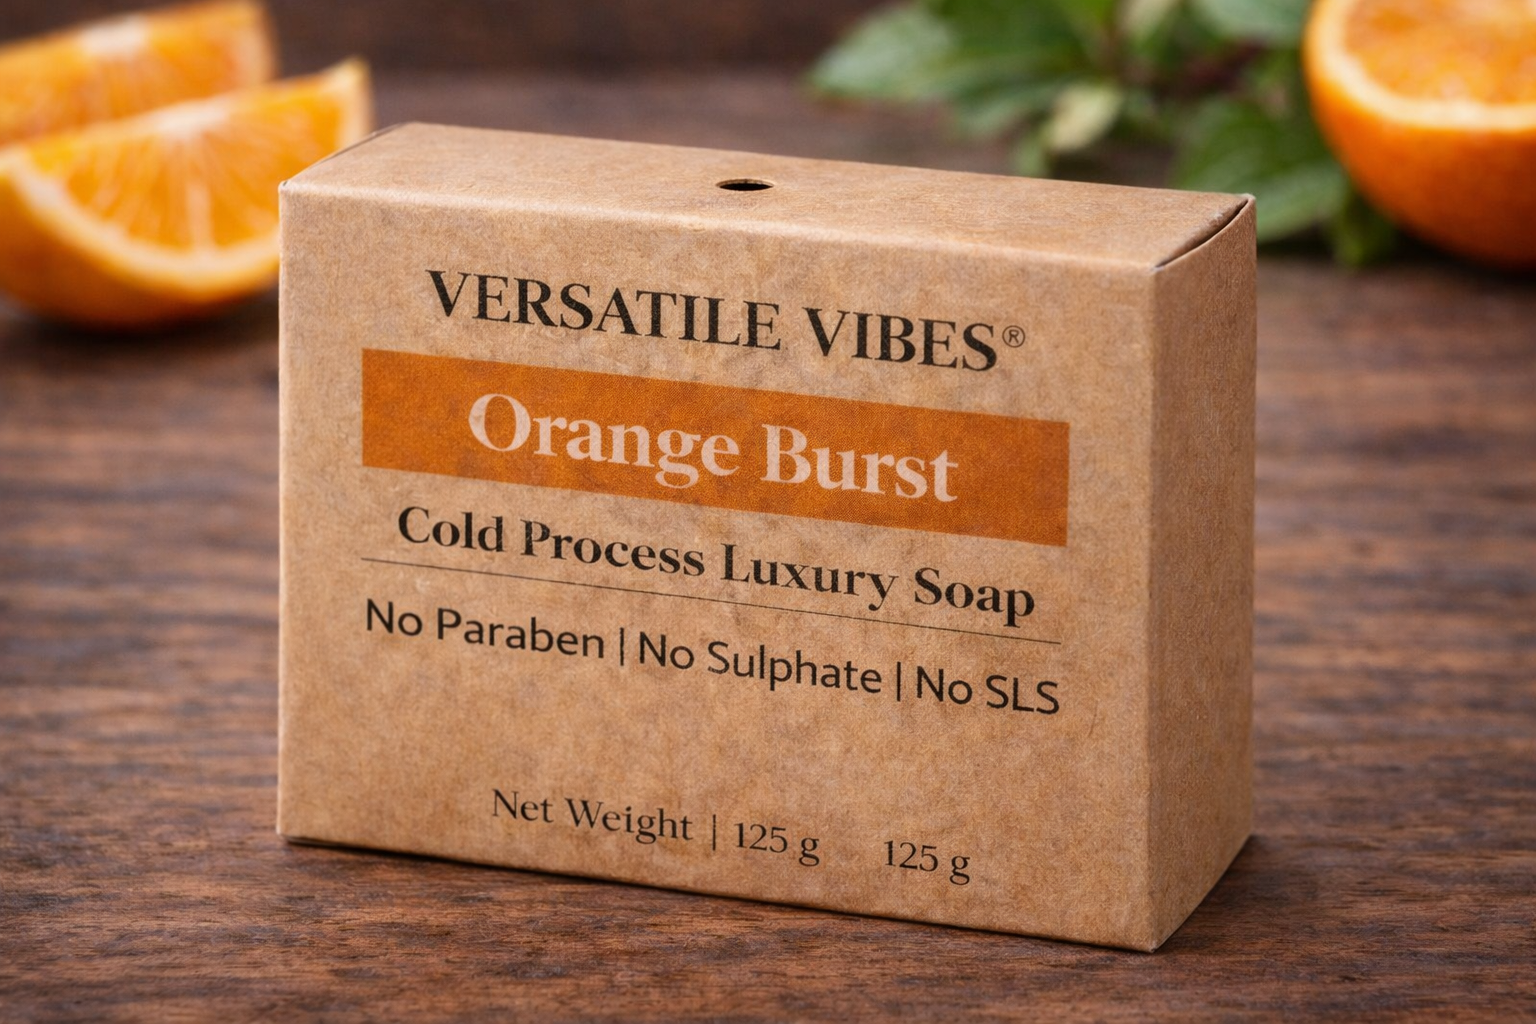 VERSATILE VIBES®
Orange Burst
Cold Process Luxury Soap
No Paraben | No Sulphate | No SLS
Net Weight | 125 g 125 g